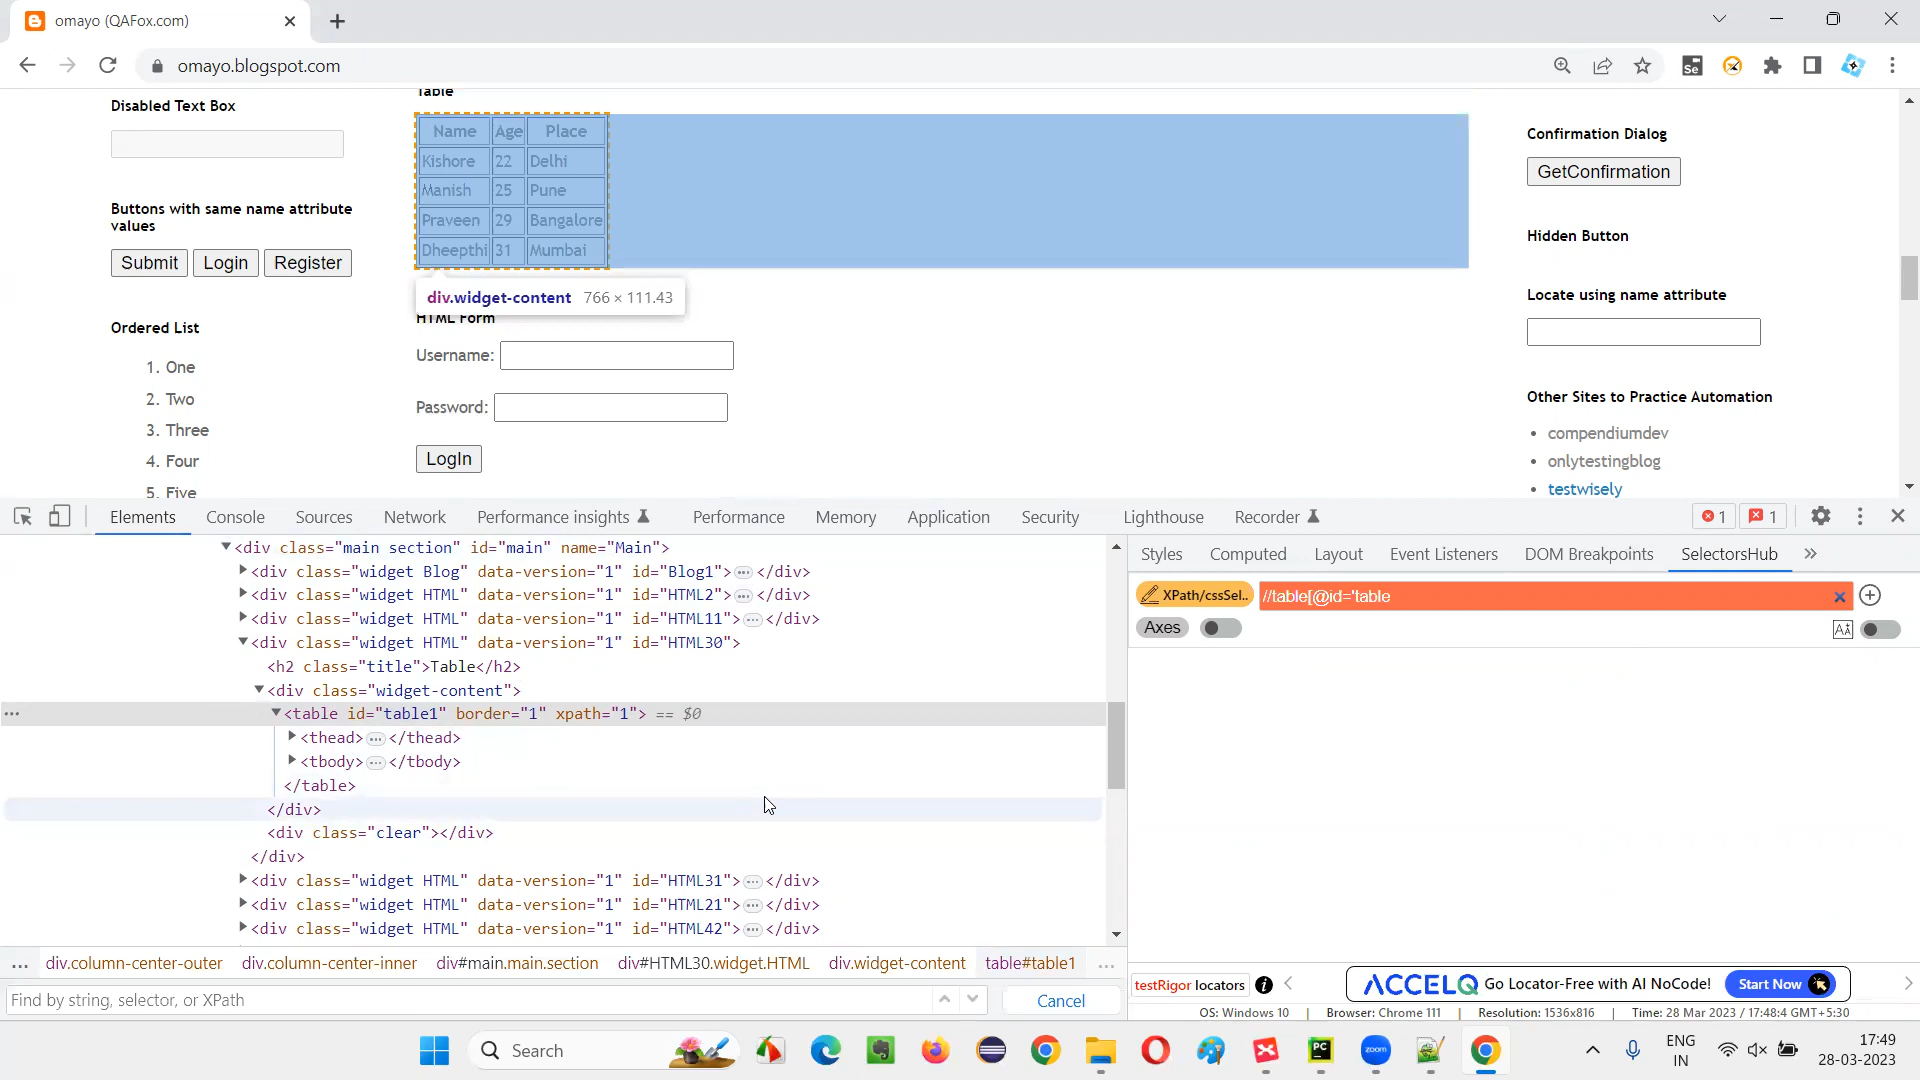 omayo (QAFox.com)
omayo.blogspot.com
Disabled Text Box
Buttons with same name attribute
values
Submit Login Register
Ordered List
1. One
2. Two
3. Three
4. Four
5. Five
Table
Name Age Place
Kishore 22 Delhi
Manish 25 Pune
Praveen 29 Bangalore
Dheepthi 31 Mumbai
div.widget-content 766 × 111.43
HTML Form
Username:
Password:
LogIn
Confirmation Dialog
GetConfirmation
Hidden Button
Locate using name attribute
Other Sites to Practice Automation
• compendiumdev
• onlytestingblog
• testwisely
Elements Console Sources Network Performance insights Performance Memory Application Security Lighthouse Recorder 1 1
<div class="main section" id="main" name="Main">
<div class="widget Blog" data-version="1" id="Blog1">…</div>
<div class="widget HTML" data-version="1" id="HTML2">…</div>
<div class="widget HTML" data-version="1" id="HTML11">…</div>
<div class="widget HTML" data-version="1" id="HTML30">
<h2 class="title">Table</h2>
<div class="widget-content">
… <table id="table1" border="1" xpath="1"> == $0
<thead>…</thead>
<tbody>…</tbody>
</table>
</div>
<div class="clear"></div>
</div>
<div class="widget HTML" data-version="1" id="HTML31">…</div>
<div class="widget HTML" data-version="1" id="HTML21">…</div>
<div class="widget HTML" data-version="1" id="HTML42">…</div>
… div.column-center-outer div.column-center-inner div#main.main.section div#HTML30.widget.HTML div.widget-content table#table1 …
Find by string, selector, or XPath Cancel
Styles Computed Layout Event Listeners DOM Breakpoints SelectorsHub »
XPath/cssSel.. //table[@id='table
Axes
testRigor locators ACCELQ Go Locator-Free with AI NoCode! Start Now
OS: Windows 10 | Browser: Chrome 111 | Resolution: 1536x816 | Time: 28 Mar 2023 / 17:48:4 GMT+5:30
Search
zoom
ENG
IN
17:49
28-03-2023